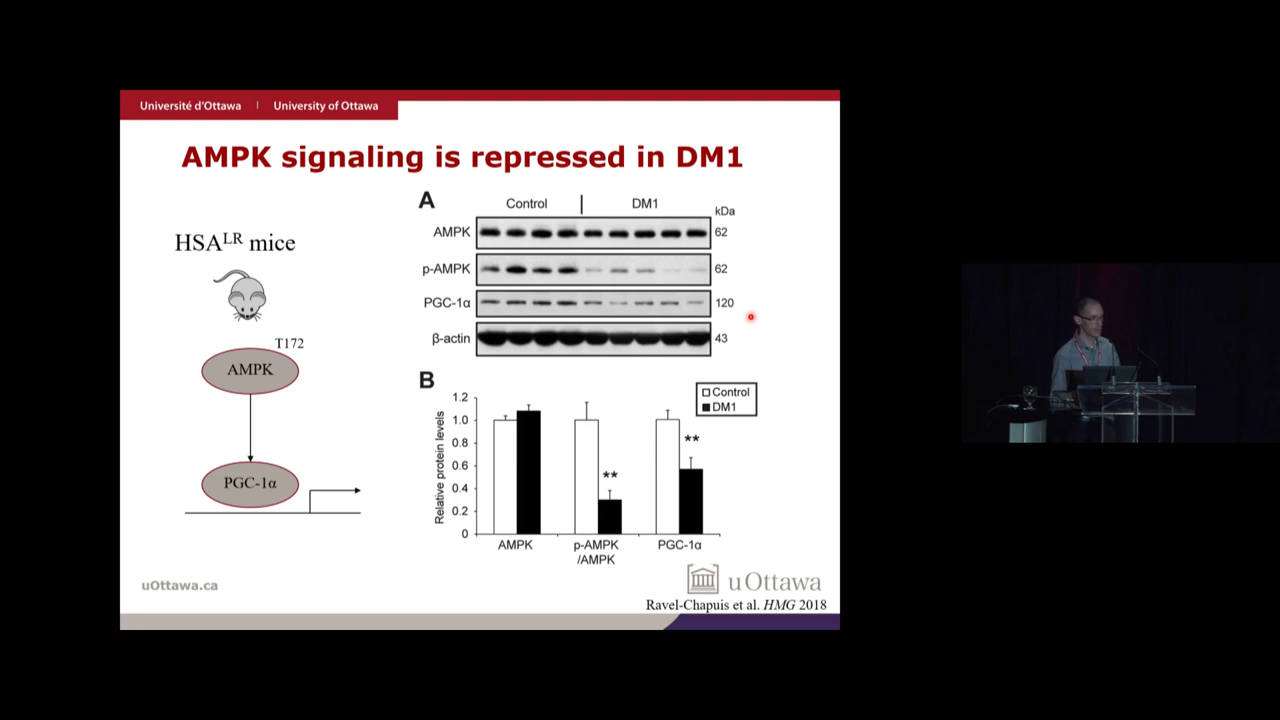 Université d'Ottawa | University of Ottawa
AMPK signaling is repressed in DM1
HSALR mice
T172
AMPK
PGC-1α
A
Control | DM1
kDa
AMPK 62
p-AMPK 62
PGC-1α 120
β-actin 43
B
Control
DM1
Relative protein levels
1.2
1.0
0.8
0.6
0.4
0.2
0
**
**
AMPK p-AMPK PGC-1α
/AMPK
uOttawa.ca
uOttawa
Ravel-Chapuis et al. HMG 2018